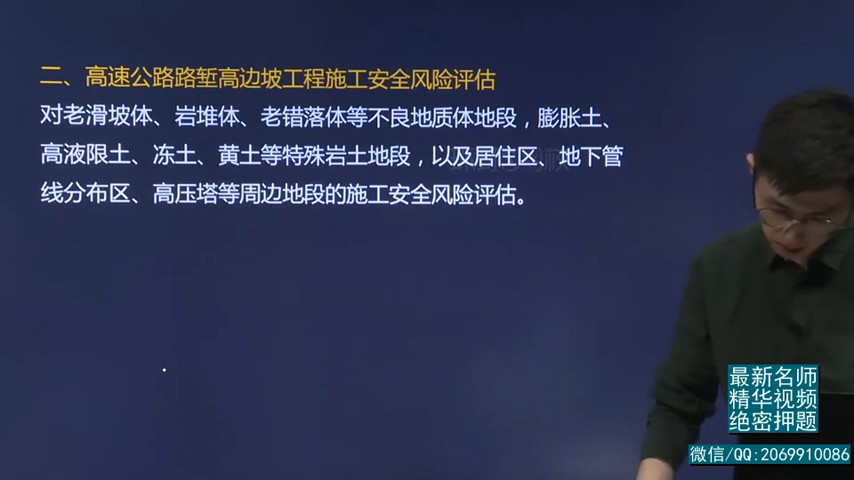 二、高速公路路堑高边坡工程施工安全风险评估
对老滑坡体、岩堆体、老错落体等不良地质体地段，膨胀土、
高液限土、冻土、黄土等特殊岩土地段，以及居住区、地下管
线分布区、高压塔等周边地段的施工安全风险评估。
最新名师
精华视频
绝密押题
微信/QQ:2069910086